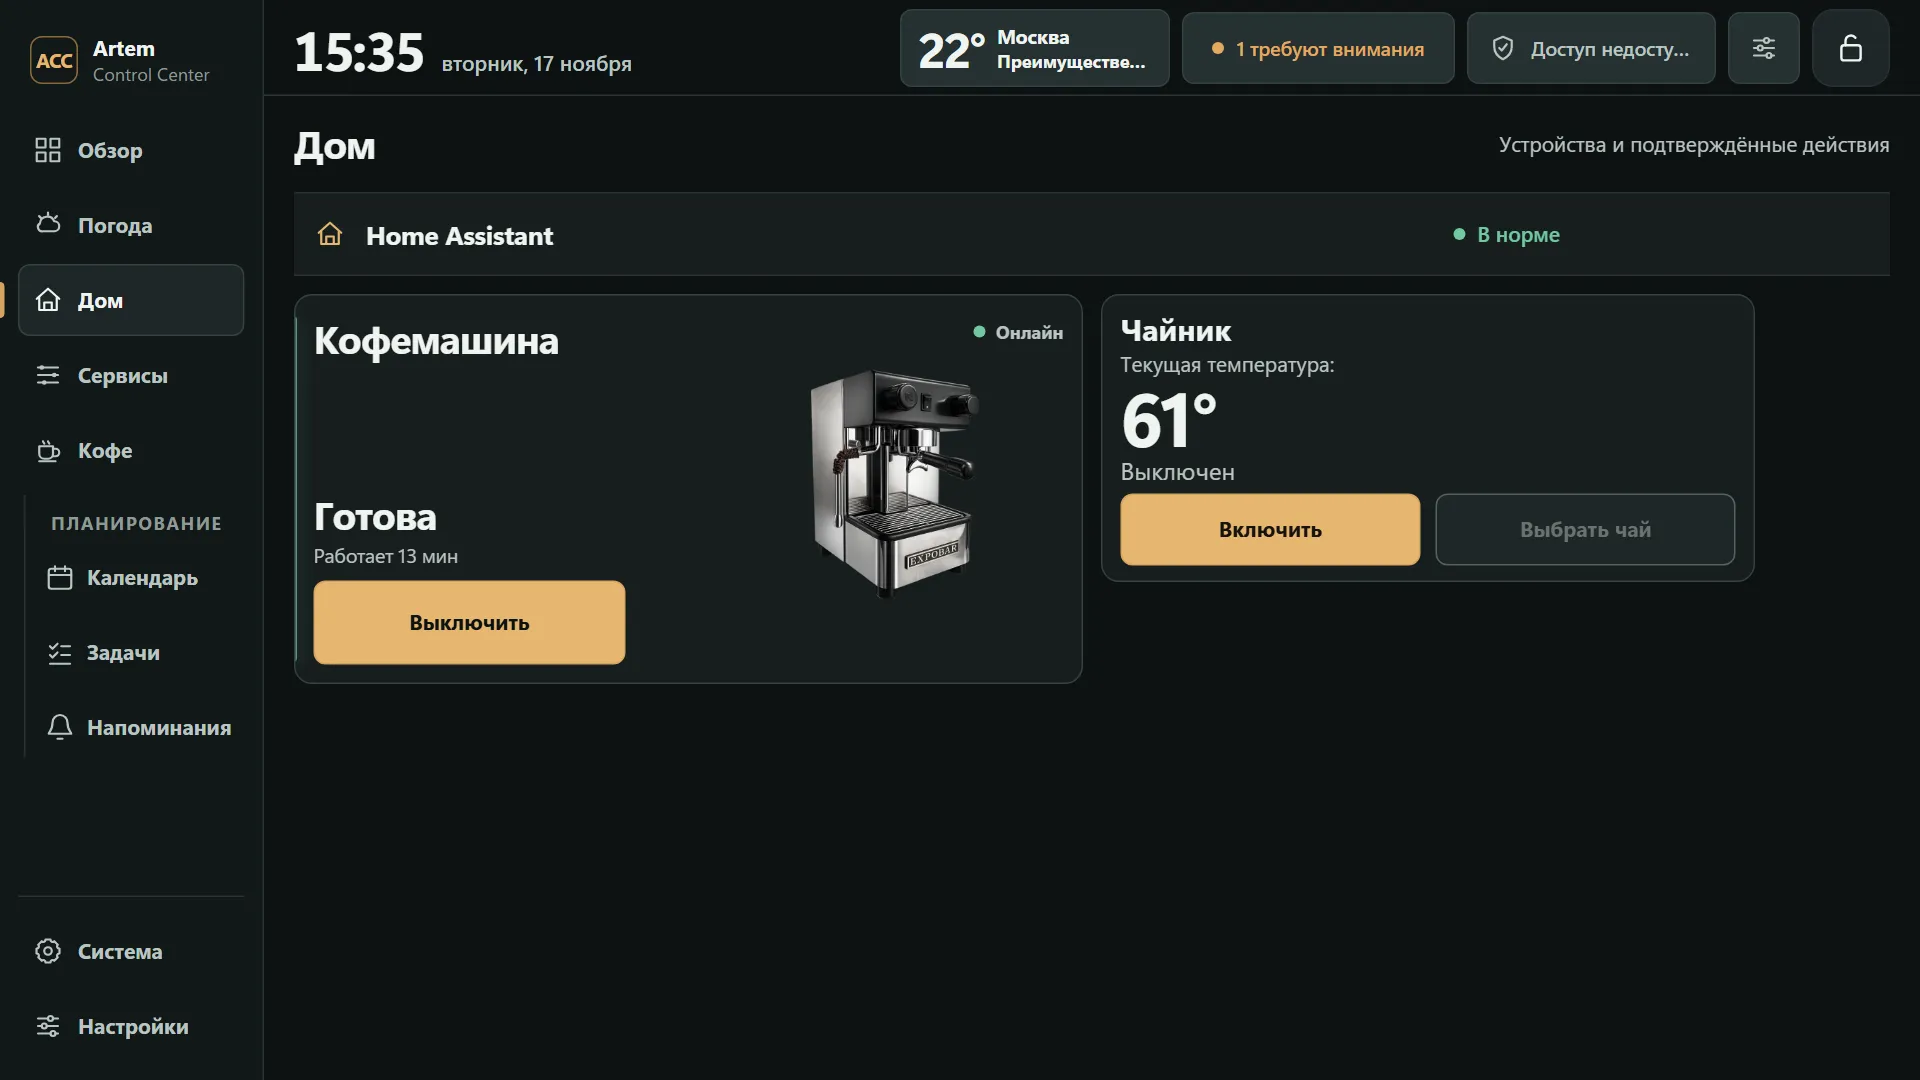 ACC
Artem
Control Center
Обзор
Погода
Дом
Сервисы
Кофе
ПЛАНИРОВАНИЕ
Календарь
Задачи
Напоминания
Система
Настройки
15:35 вторник, 17 ноября
22° Москва
Преимуществе...
1 требуют внимания
Доступ недосту...
Дом
Устройства и подтверждённые действия
Home Assistant
В норме
Кофемашина
Онлайн
EXPOBAR
Готова
Работает 13 мин
Выключить
Чайник
Текущая температура:
61°
Выключен
Включить
Выбрать чай